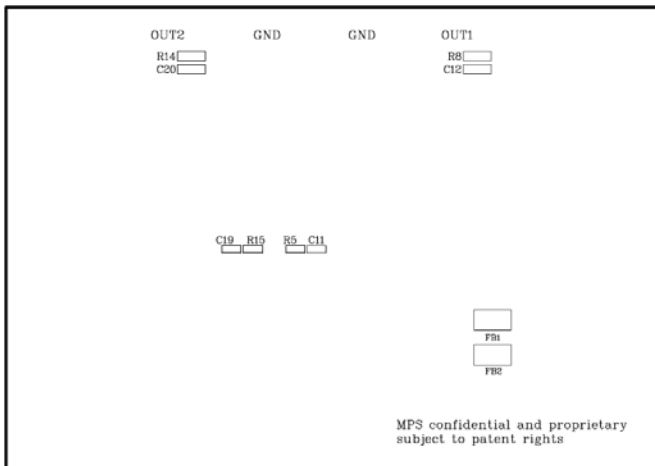 OUT2 GND GND OUT1
R14 R8
C20 C12
C19 R15 R5 C11
FB1
FB2
MPS confidential and proprietary
subject to patent rights